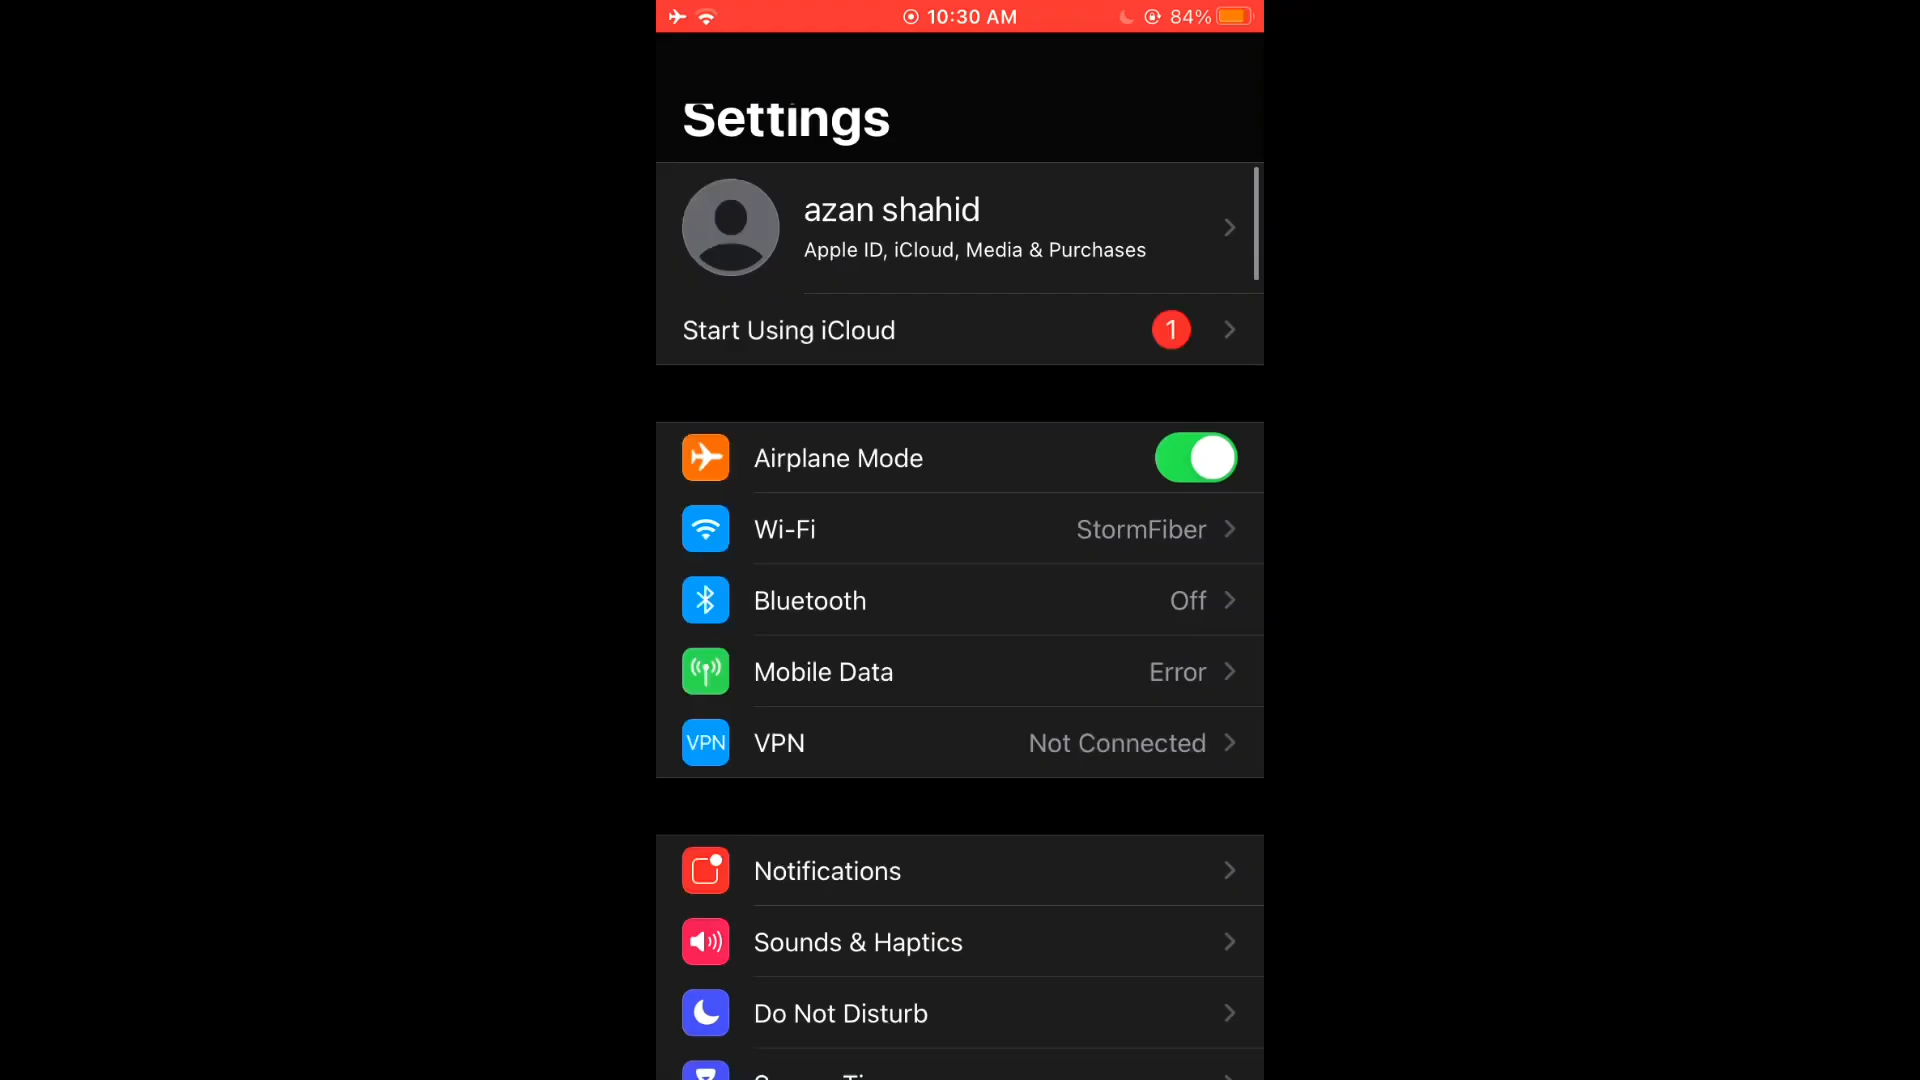 10:30 AM 84%
Settings
azan shahid
Apple ID, iCloud, Media & Purchases
Start Using iCloud 1
Airplane Mode
Wi-Fi StormFiber
Bluetooth Off
Mobile Data Error
VPN VPN Not Connected
Notifications
Sounds & Haptics
Do Not Disturb